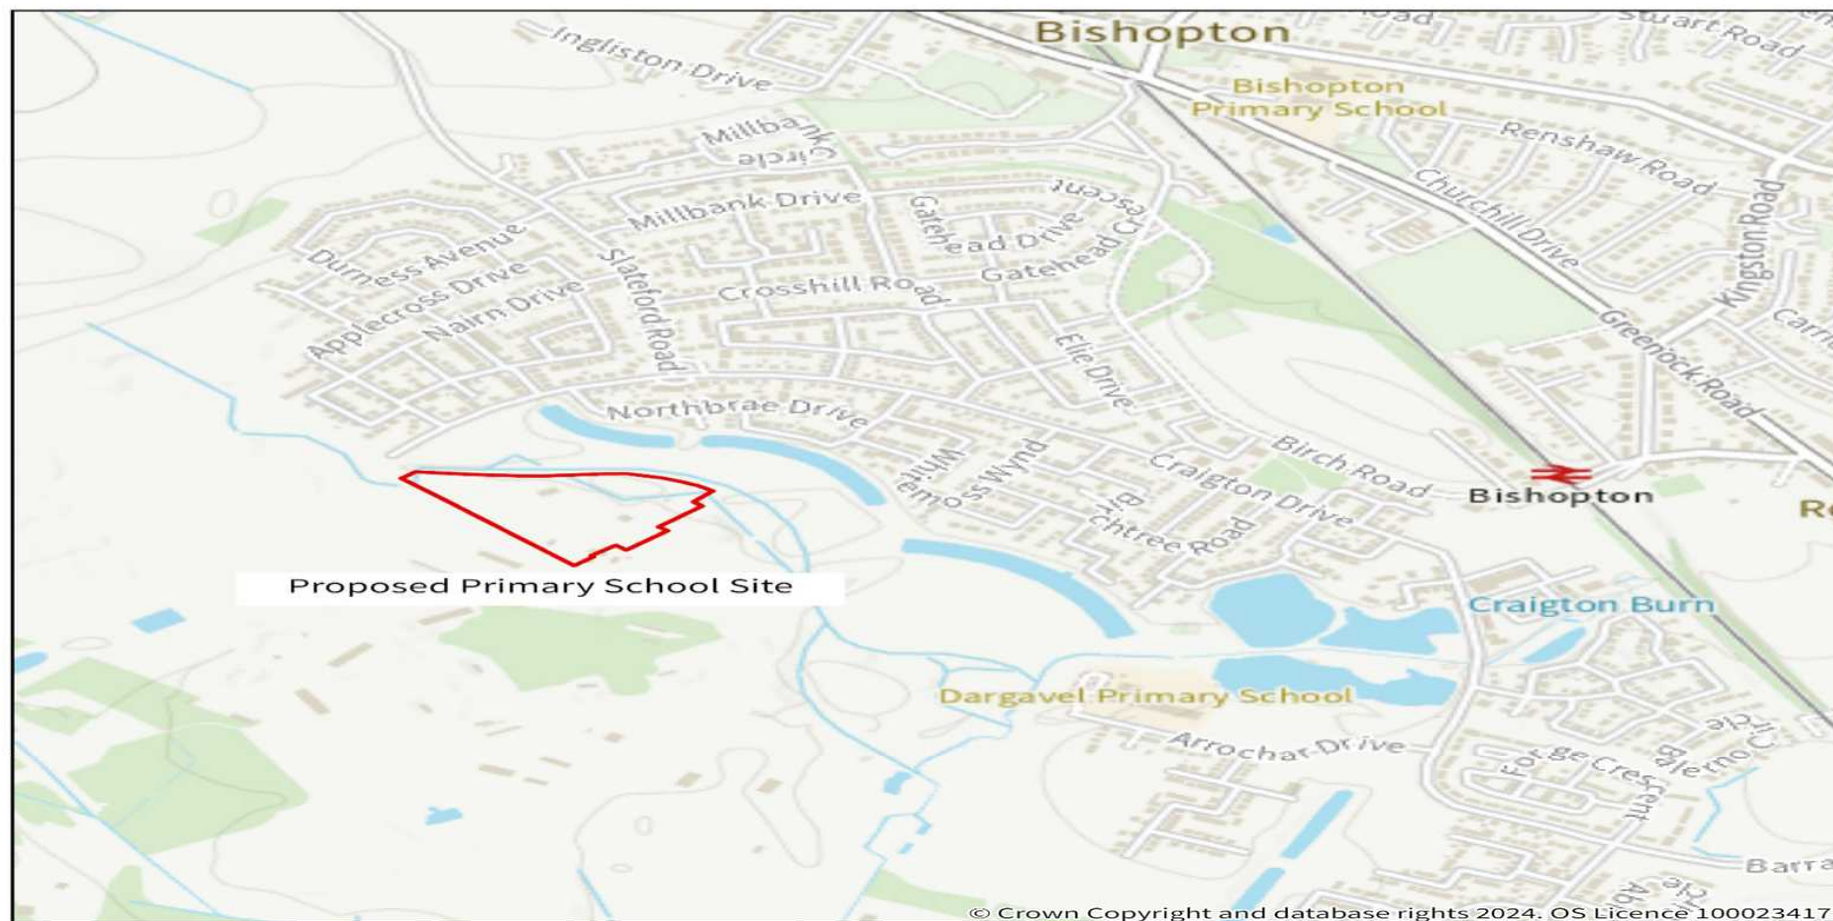 Bishopton
Stuart Road
Road
Ingliston Drive
Bishopton
Primary School
Millbank
Circle
Renshaw Road
Millbank Drive
Gatehead Drive
Gatehead Crescent
Churchill Drive
Kingston Road
Durness Avenue
Applecross Drive
Nairn Drive
Slateford Road
Crosshill Road
Elie Drive
Greenock Road
Northbrae Drive
Whitemoss Wynd
Birch Road
Craigton Drive
Birchtree Road
Bishopton
Proposed Primary School Site
Craigton Burn
Dargavel Primary School
Arrochar Drive
Forge Crescent
Balerno Circle
Barra
© Crown Copyright and database rights 2024. OS Licence 100023417